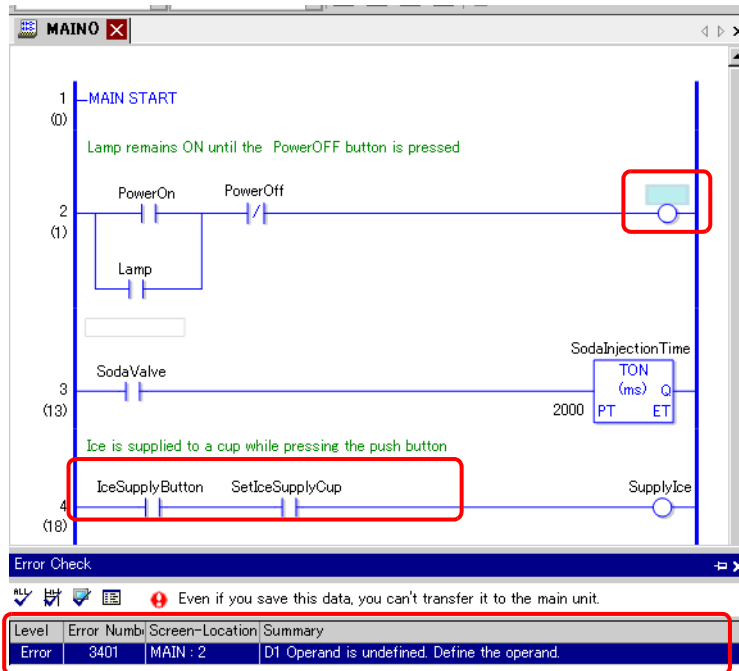 MAIN0
1 MAIN START
(0)
Lamp remains ON until the PowerOFF button is pressed
PowerOn PowerOff
2
(1)
Lamp
SodaInjectionTime
SodaValve TON
3 (ms) Q
(13) 2000 PT ET
Ice is supplied to a cup while pressing the push button
IceSupplyButton SetIceSupplyCup SupplyIce
4
(18)
Error Check
ALL Even if you save this data, you can't transfer it to the main unit.
Level Error Numb Screen-Location Summary
Error 3401 MAIN : 2 D1 Operand is undefined. Define the operand.